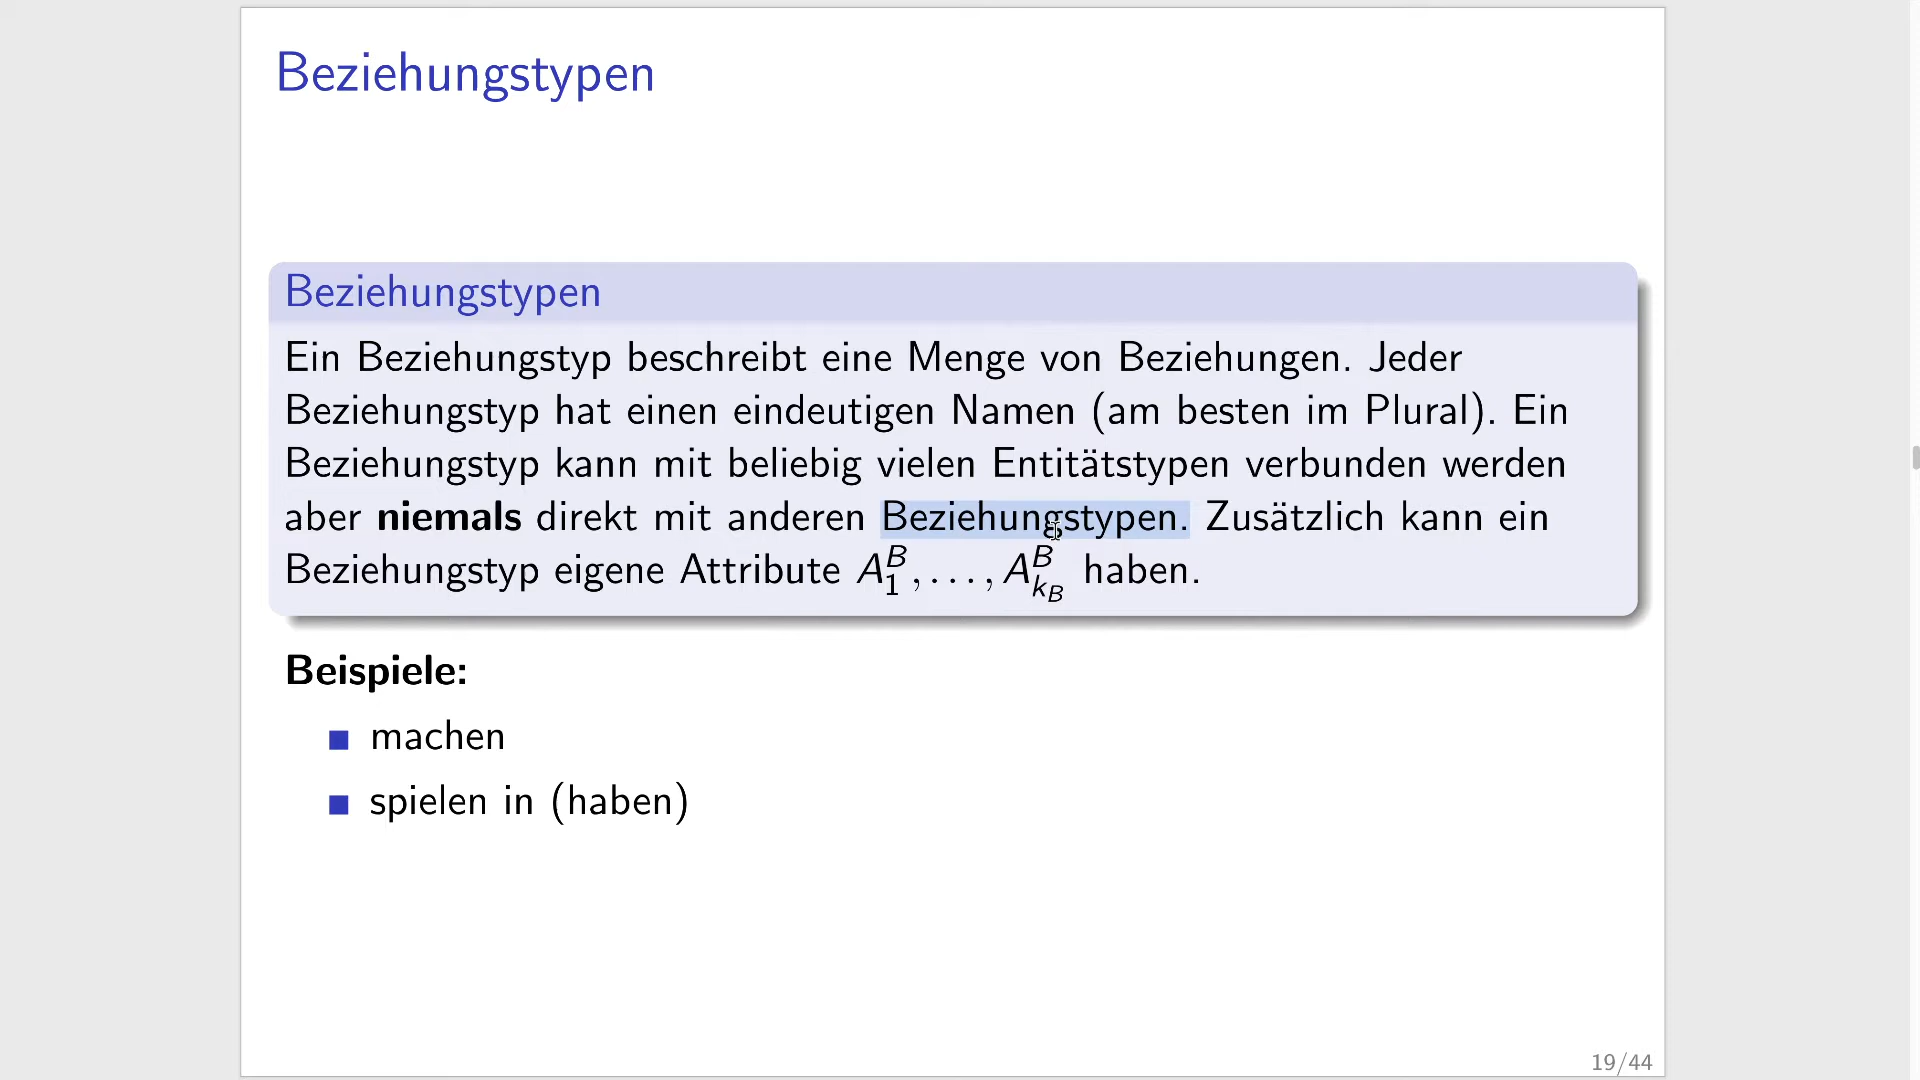 Beziehungstypen
Beziehungstypen
Ein Beziehungstyp beschreibt eine Menge von Beziehungen. Jeder
Beziehungstyp hat einen eindeutigen Namen (am besten im Plural). Ein
Beziehungstyp kann mit beliebig vielen Entitätstypen verbunden werden
aber niemals direkt mit anderen Beziehungstypen. Zusätzlich kann ein
Beziehungstyp eigene Attribute $A_1^B, \ldots, A_{k_B}^B$ haben.
Beispiele:
machen
spielen in (haben)
19/44